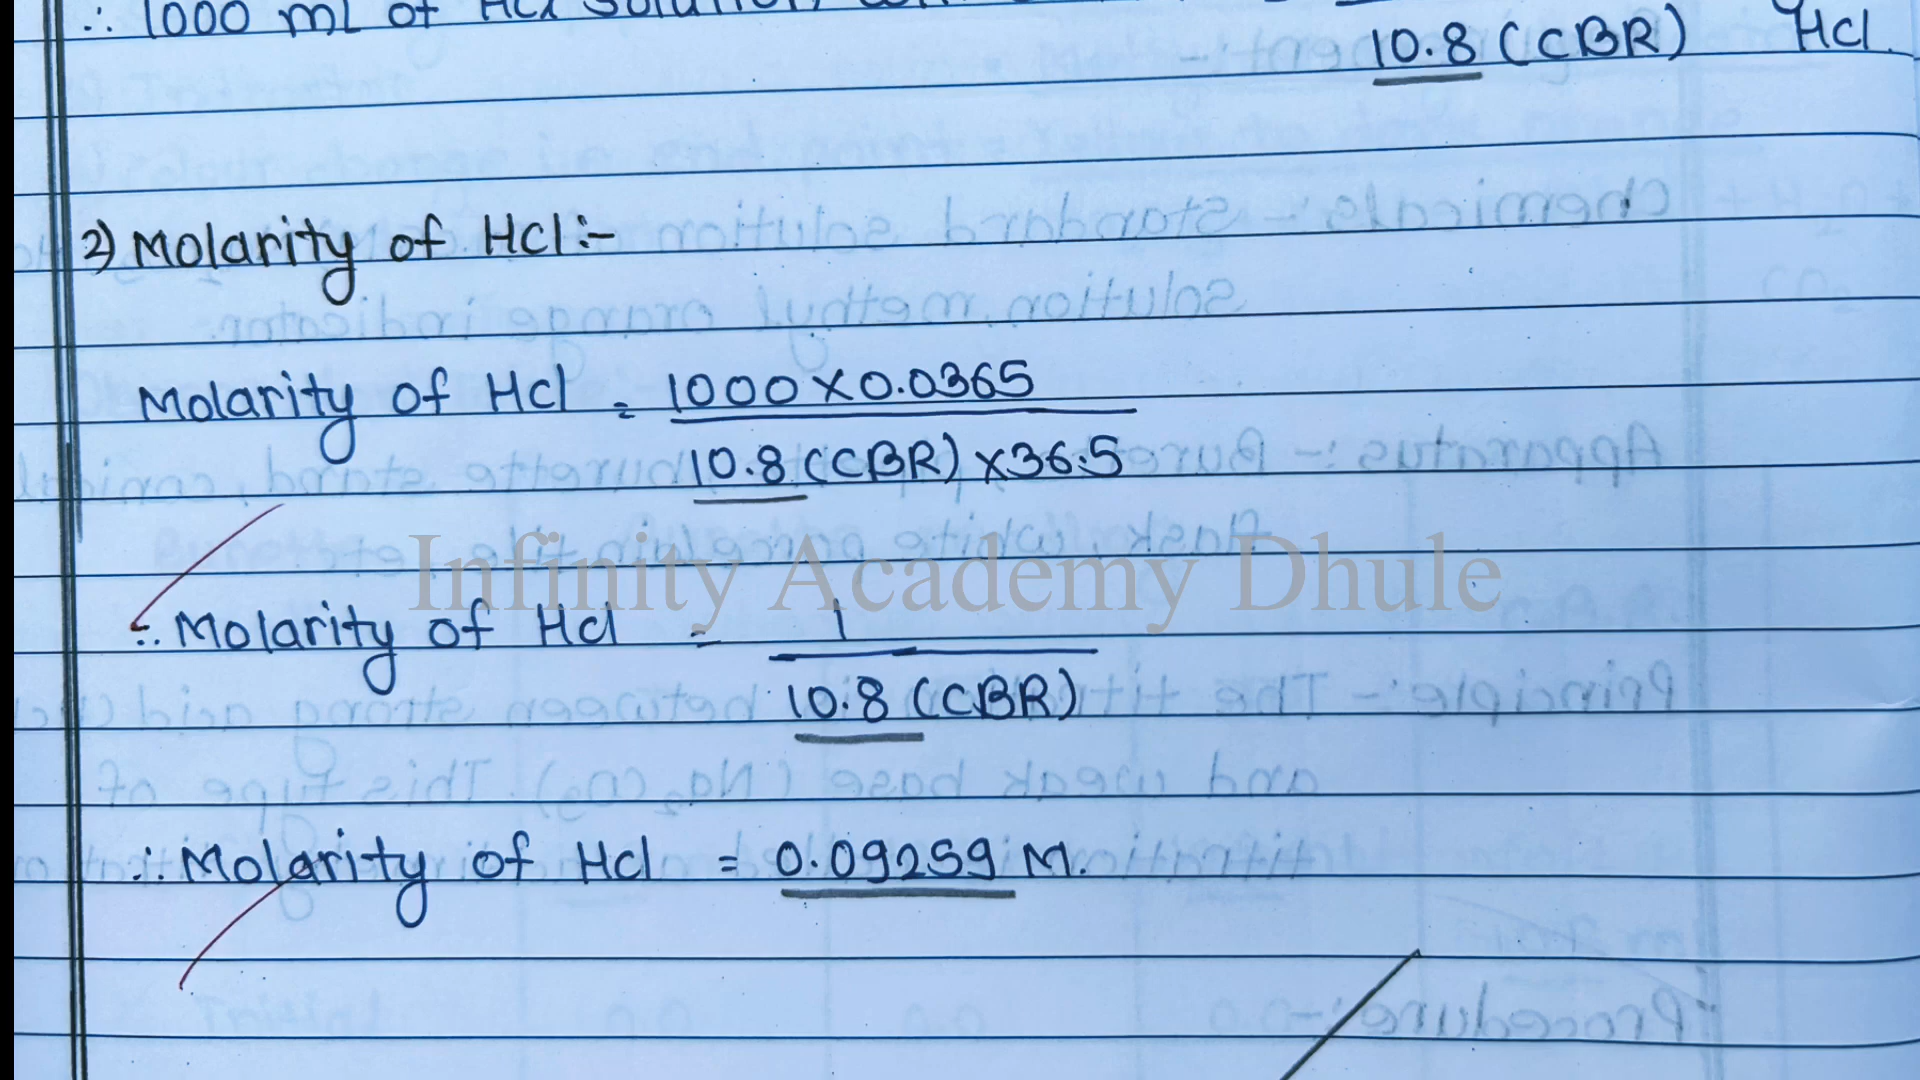 ∴ 1000 ml of HCl solution
10.8 (CBR) HCl.
2) Molarity of HCl:-
Molarity of HCl = 1000 × 0.0365
10.8 (CBR) × 36.5
Infinity Academy Dhule
∴ Molarity of HCl = 1
10.8 (CBR)
∴ Molarity of HCl = 0.09259 M.